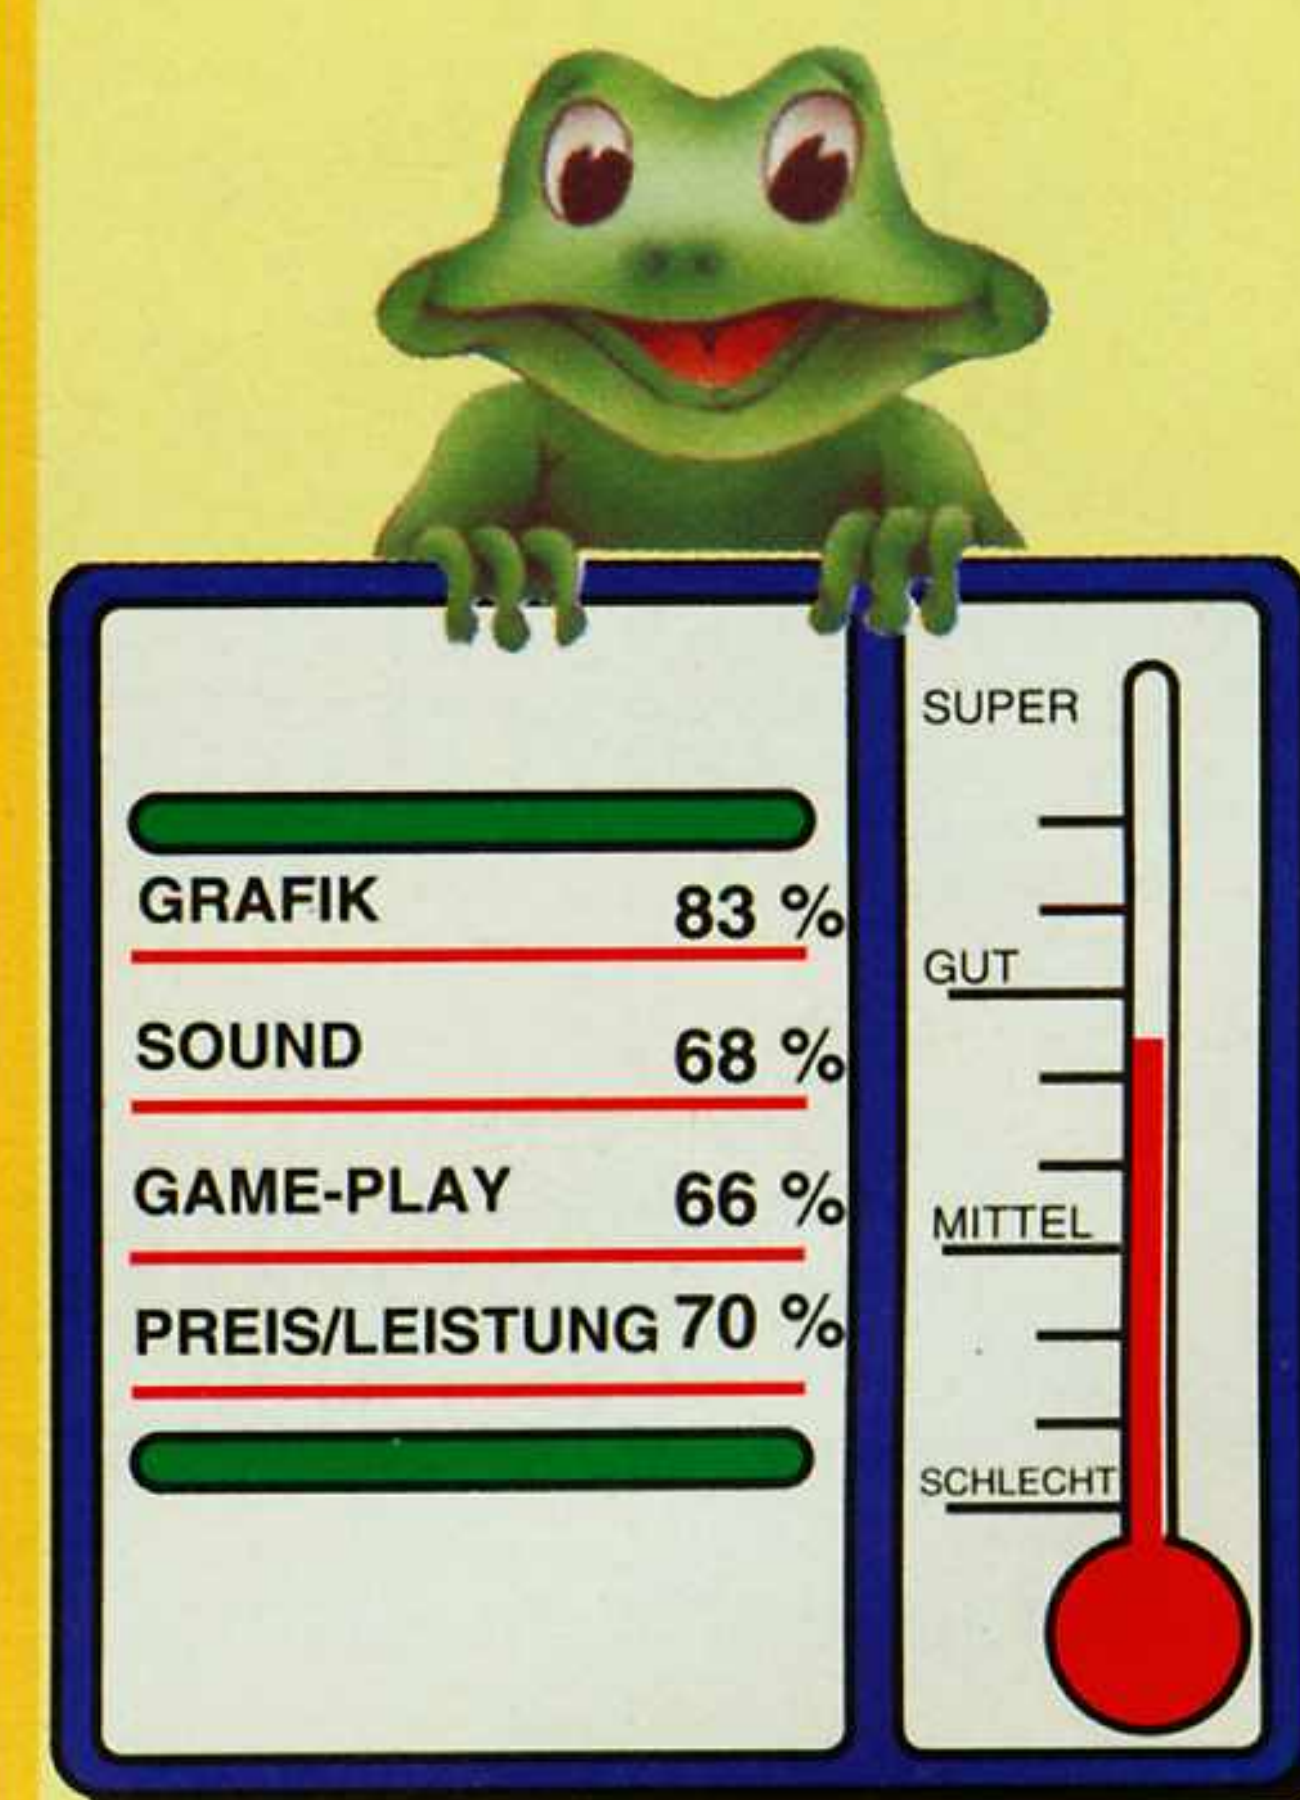 GRAFIK 83 %
SOUND 68 %
GAME-PLAY 66 %
PREIS/LEISTUNG 70 %
SUPER
GUT
MITTEL
SCHLECHT